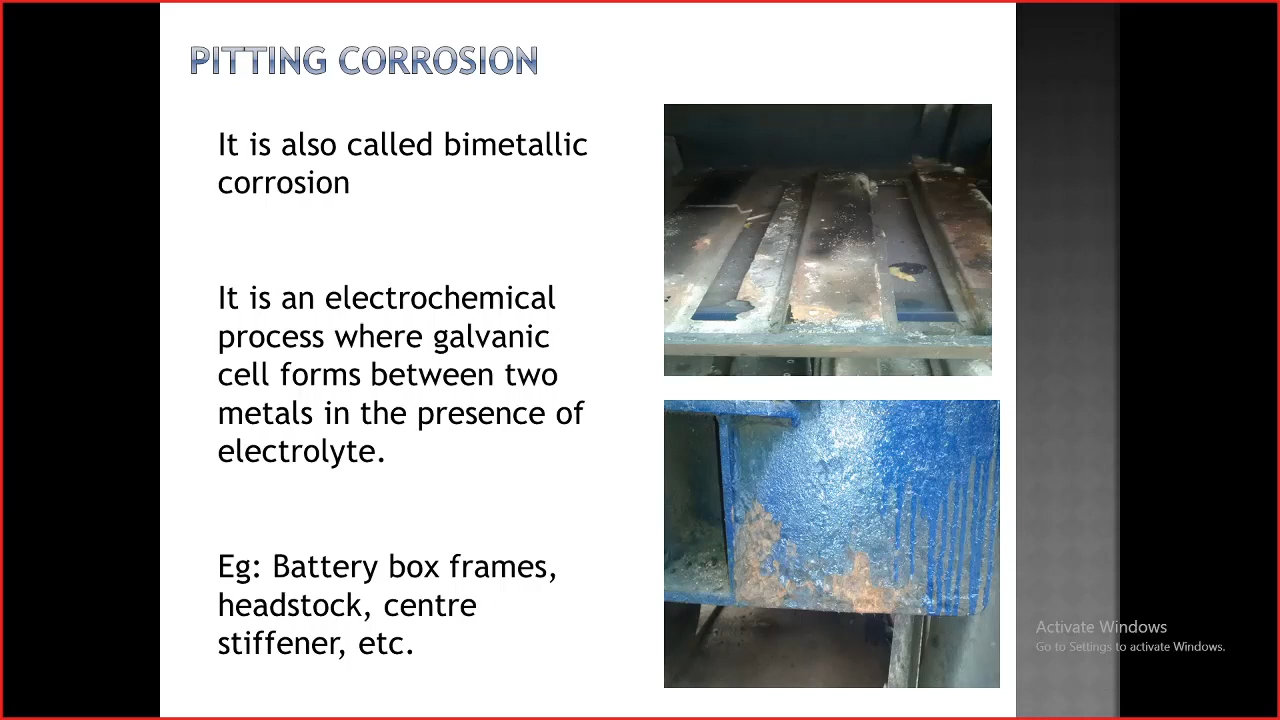 PITTING CORROSION
It is also called bimetallic
corrosion
It is an electrochemical
process where galvanic
cell forms between two
metals in the presence of
electrolyte.
Eg: Battery box frames,
headstock, centre
stiffener, etc.
Activate Windows
Go to Settings to activate Windows.